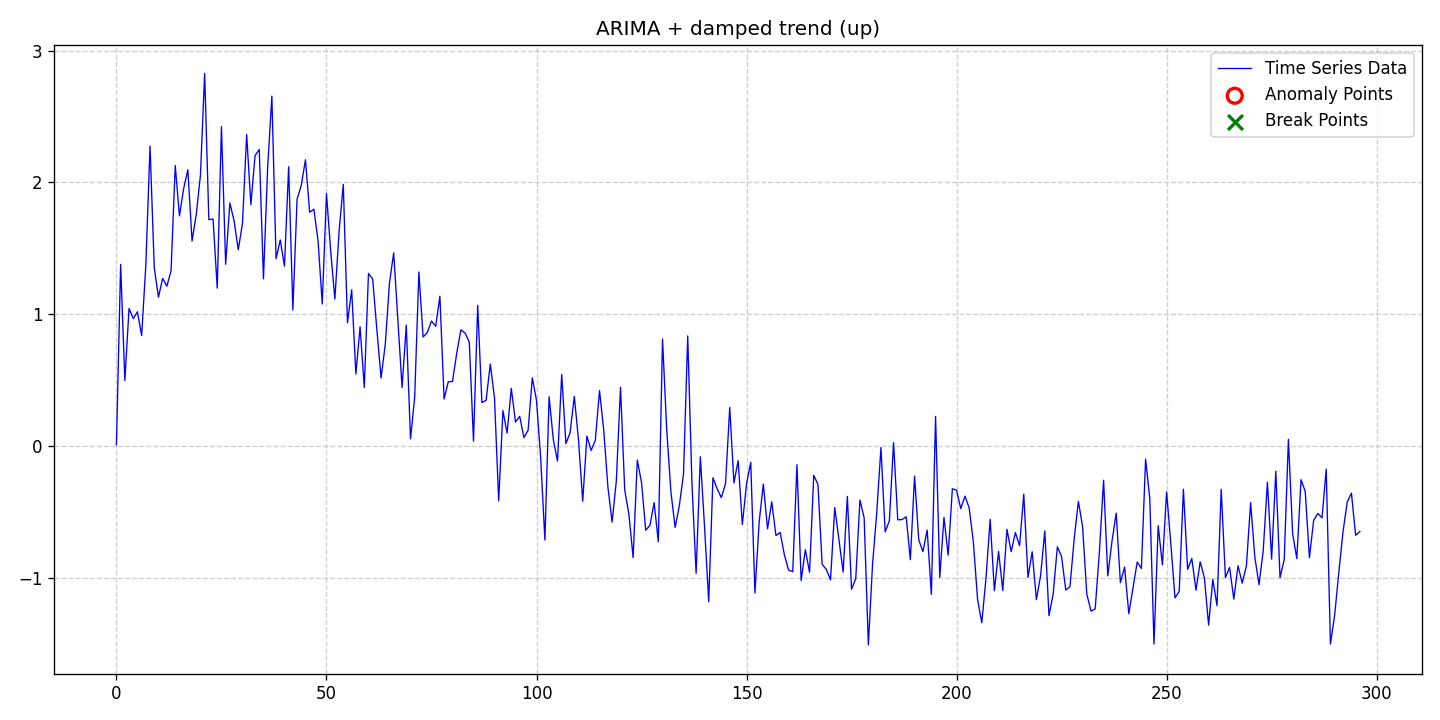 ARIMA + damped trend (up)
Time Series Data
Anomaly Points
Break Points
3
2
1
0
−1
0 50 100 150 200 250 300